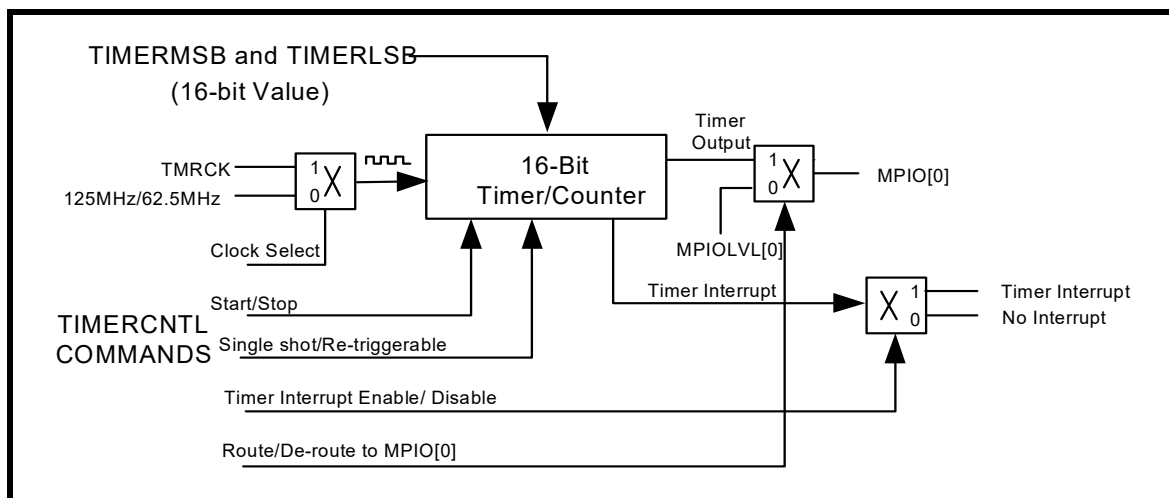 TIMERMSB and TIMERLSB
(16-bit Value)
Timer
Output
TMRCK
1
X
0
125MHz/62.5MHz
16-Bit
Timer/Counter
1
X
0
MPIO[0]
Clock Select
MPIOLVL[0]
Start/Stop
Timer Interrupt
X
1
0
Timer Interrupt
No Interrupt
TIMERCNTL
COMMANDS
Single shot/Re-triggerable
Timer Interrupt Enable/ Disable
Route/De-route to MPIO[0]